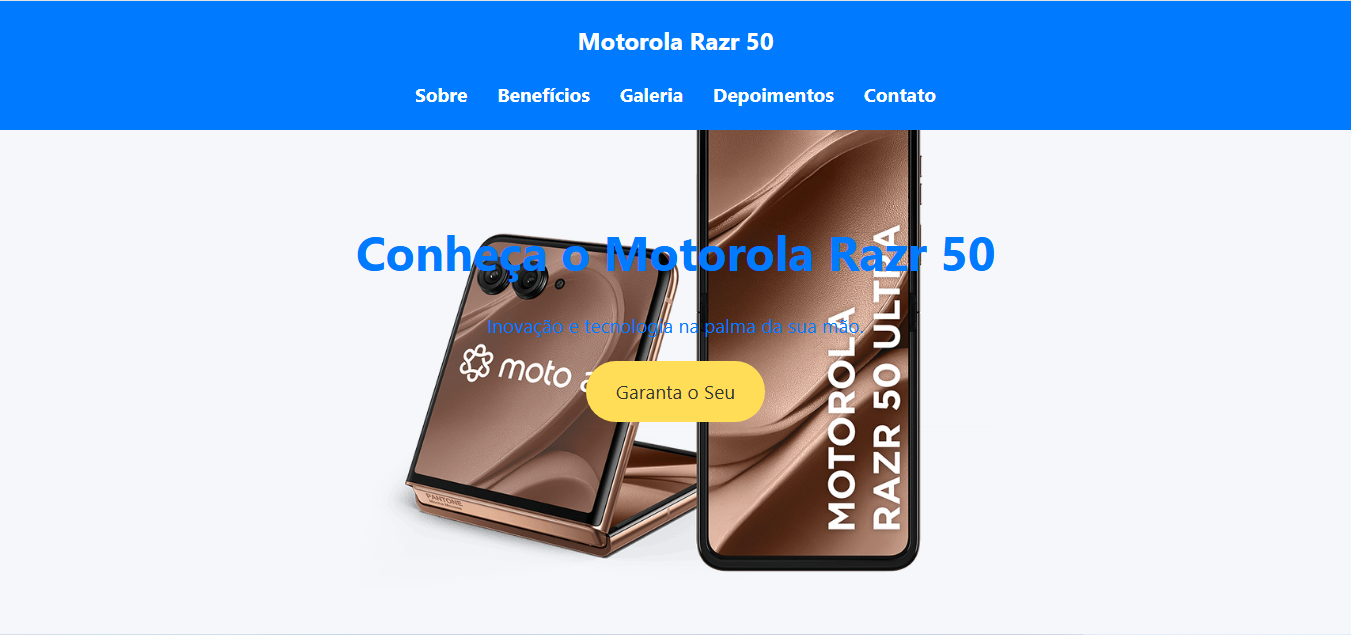 Motorola Razr 50
Sobre Benefícios Galeria Depoimentos Contato
Conheça o Motorola Razr 50
Inovação e tecnologia na palma da sua mão.
moto a
Garanta o Seu
MOTOROLA
RAZR 50 ULTRA
PANTONE